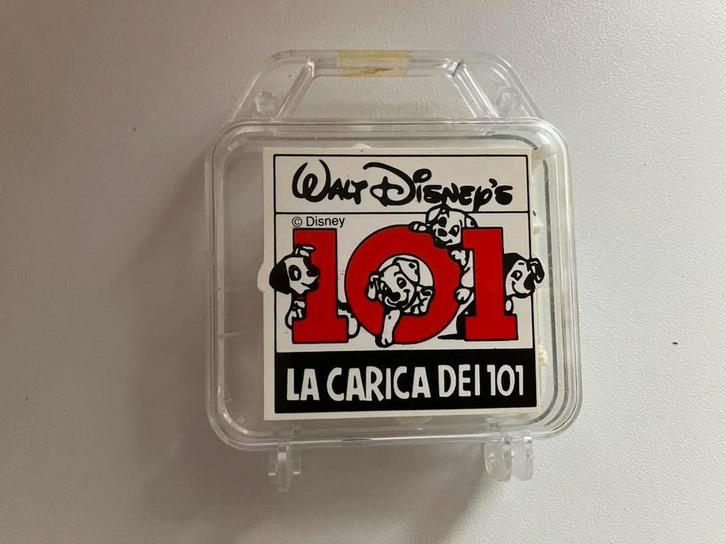 WALT DISNEY'S
© Disney
101
LA CARICA DEI 101